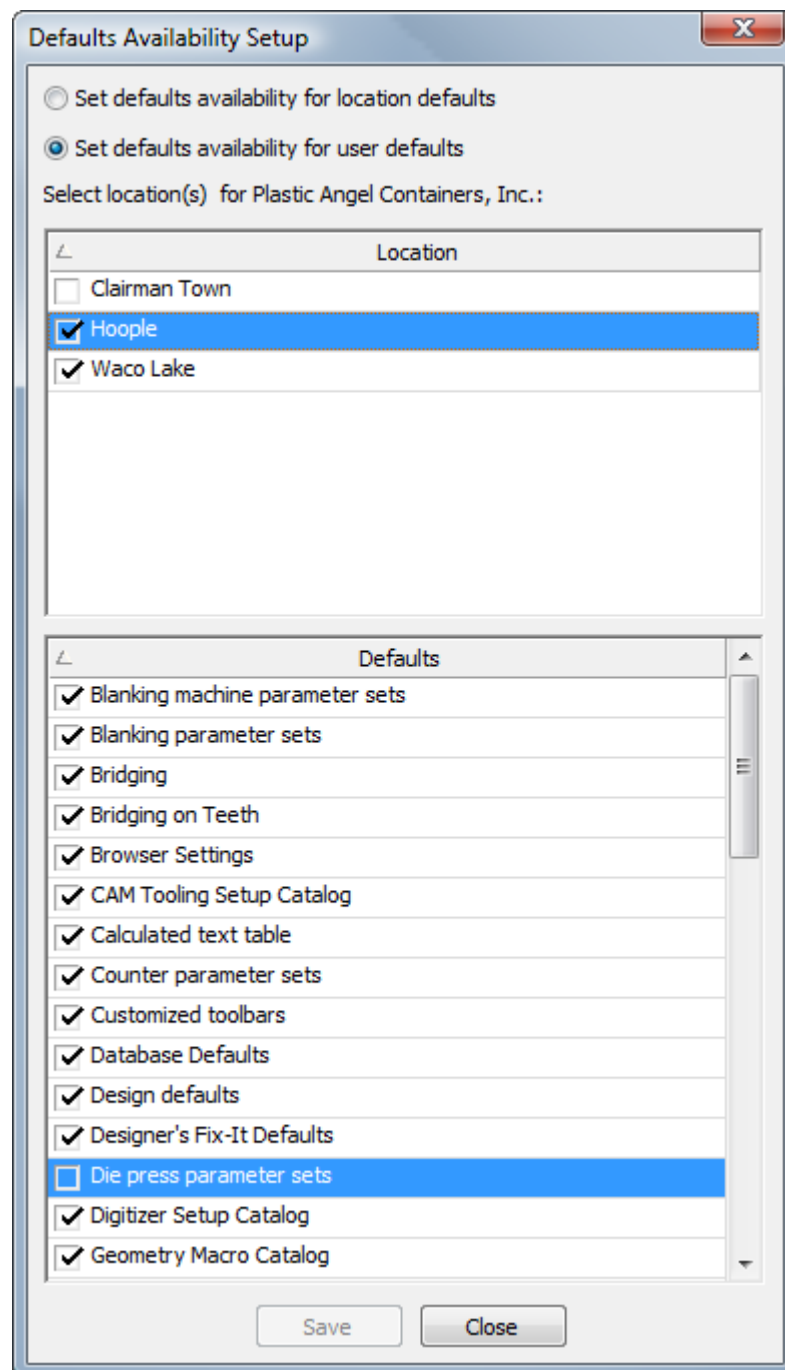 Defaults Availability Setup
Set defaults availability for location defaults
Set defaults availability for user defaults
Select location(s)  for Plastic Angel Containers, Inc.:
Location
Clairman Town
Hoople
Waco Lake
Defaults
Blanking machine parameter sets
Blanking parameter sets
Bridging
Bridging on Teeth
Browser Settings
CAM Tooling Setup Catalog
Calculated text table
Counter parameter sets
Customized toolbars
Database Defaults
Design defaults
Designer's Fix-It Defaults
Die press parameter sets
Digitizer Setup Catalog
Geometry Macro Catalog
Save Close